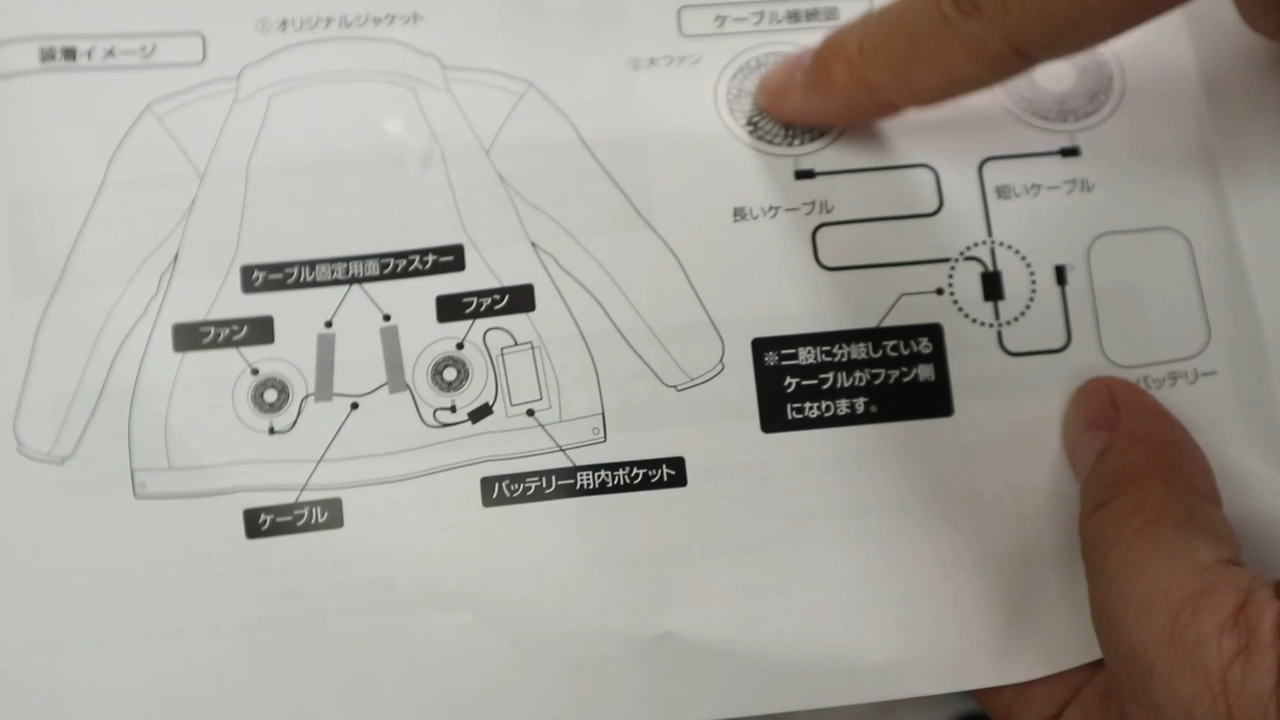 ①オリジナルジャケット
装着イメージ
ケーブル固定用面ファスナー
ファン
ファン
ケーブル
バッテリー用内ポケット
ケーブル接続図
大ファン
長いケーブル
短いケーブル
※二股に分岐している
ケーブルがファン側
になります。
バッテリー